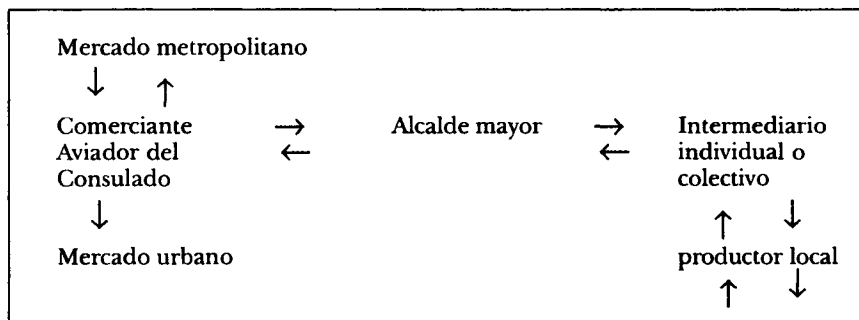 Mercado metropolitano
↓ ↑
Comerciante → Alcalde mayor → Intermediario
Aviador del ← ← individual o
Consulado colectivo
↓ ↑ ↓
Mercado urbano productor local
↑ ↓